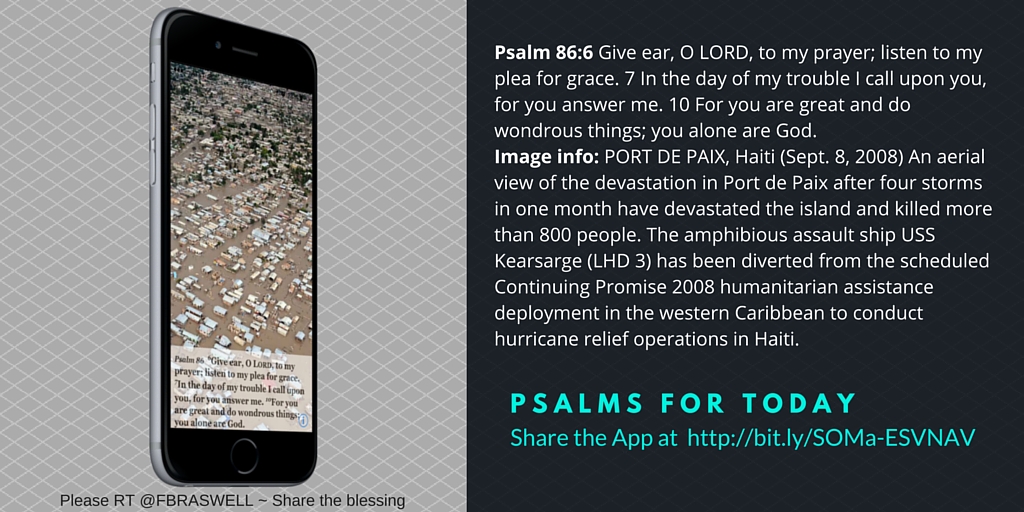 Psalm 86 ⁶Give ear, O LORD, to my
prayer; listen to my plea for grace.
⁷In the day of my trouble I call upon
you, for you answer me. ¹⁰For you
are great and do wondrous things;
you alone are God.
Please RT @FBRASWELL ~ Share the blessing
Psalm 86:6 Give ear, O LORD, to my prayer; listen to my
plea for grace. 7 In the day of my trouble I call upon you,
for you answer me. 10 For you are great and do
wondrous things; you alone are God.
Image info: PORT DE PAIX, Haiti (Sept. 8, 2008) An aerial
view of the devastation in Port de Paix after four storms
in one month have devastated the island and killed more
than 800 people. The amphibious assault ship USS
Kearsarge (LHD 3) has been diverted from the scheduled
Continuing Promise 2008 humanitarian assistance
deployment in the western Caribbean to conduct
hurricane relief operations in Haiti.
PSALMS FOR TODAY
Share the App at http://bit.ly/SOMa-ESVNAV